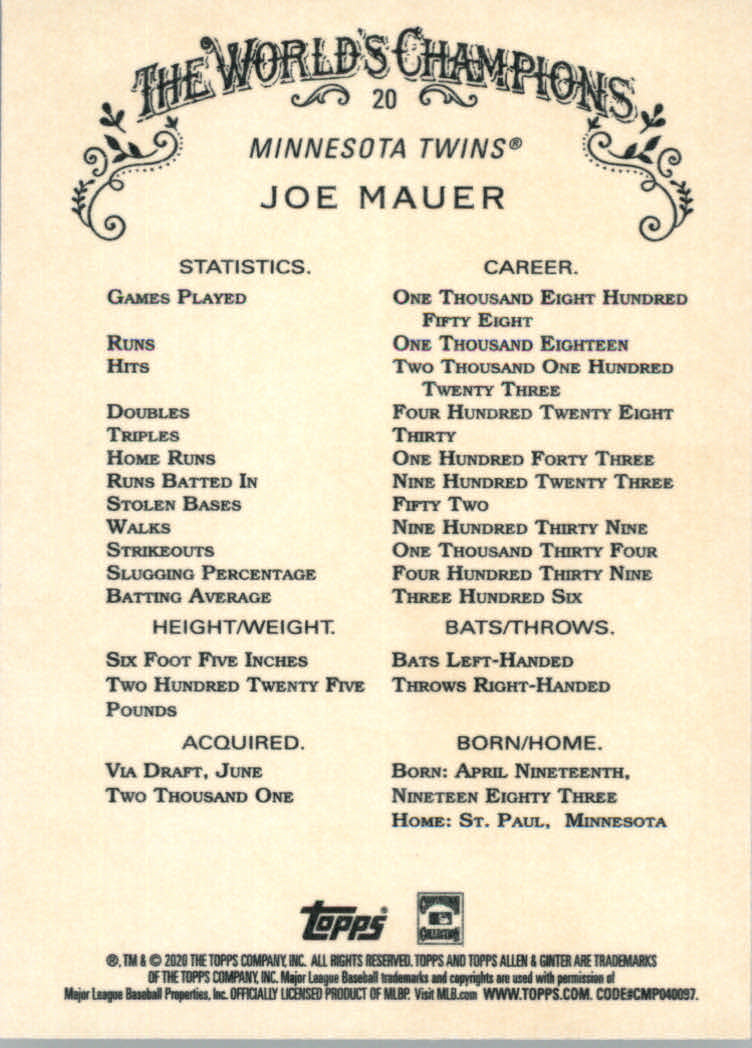 THE WORLD'S CHAMPIONS
20
MINNESOTA TWINS®
JOE MAUER
STATISTICS. CAREER.
GAMES PLAYED ONE THOUSAND EIGHT HUNDRED
FIFTY EIGHT
RUNS ONE THOUSAND EIGHTEEN
HITS TWO THOUSAND ONE HUNDRED
TWENTY THREE
DOUBLES FOUR HUNDRED TWENTY EIGHT
TRIPLES THIRTY
HOME RUNS ONE HUNDRED FORTY THREE
RUNS BATTED IN NINE HUNDRED TWENTY THREE
STOLEN BASES FIFTY TWO
WALKS NINE HUNDRED THIRTY NINE
STRIKEOUTS ONE THOUSAND THIRTY FOUR
SLUGGING PERCENTAGE FOUR HUNDRED THIRTY NINE
BATTING AVERAGE THREE HUNDRED SIX
HEIGHT/WEIGHT. BATS/THROWS.
SIX FOOT FIVE INCHES BATS LEFT-HANDED
TWO HUNDRED TWENTY FIVE THROWS RIGHT-HANDED
POUNDS
ACQUIRED. BORN/HOME.
VIA DRAFT, JUNE BORN: APRIL NINETEENTH,
TWO THOUSAND ONE NINETEEN EIGHTY THREE
HOME: ST. PAUL, MINNESOTA
topps®
COOPERSTOWN
COLLECTION
®, TM & © 2020 THE TOPPS COMPANY, INC. ALL RIGHTS RESERVED. TOPPS AND TOPPS ALLEN & GINTER ARE TRADEMARKS
OF THE TOPPS COMPANY, INC. Major League Baseball trademarks and copyrights are used with permission of
Major League Baseball Properties, Inc. OFFICIALLY LICENSED PRODUCT OF MLBP. Visit MLB.com WWW.TOPPS.COM. CODE#CMP040097.